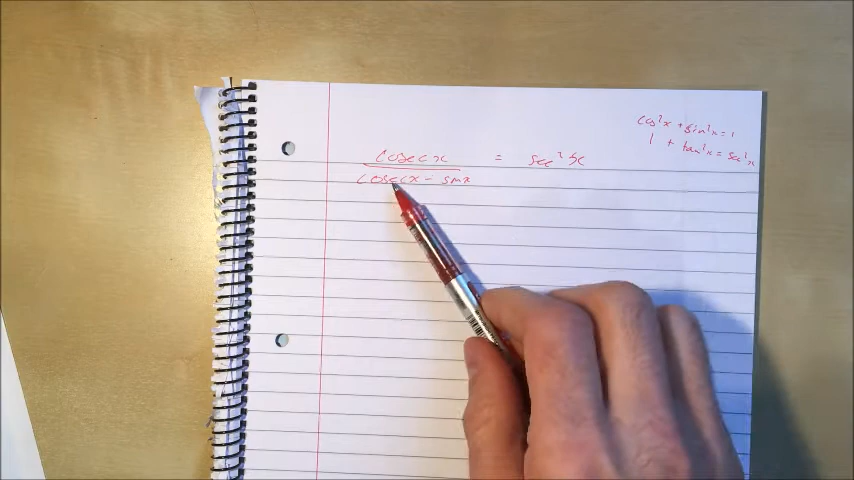 cos²x + sin²x = 1
1 + tan²x = sec²x
cosecx = sec²x
cosecx - sinx